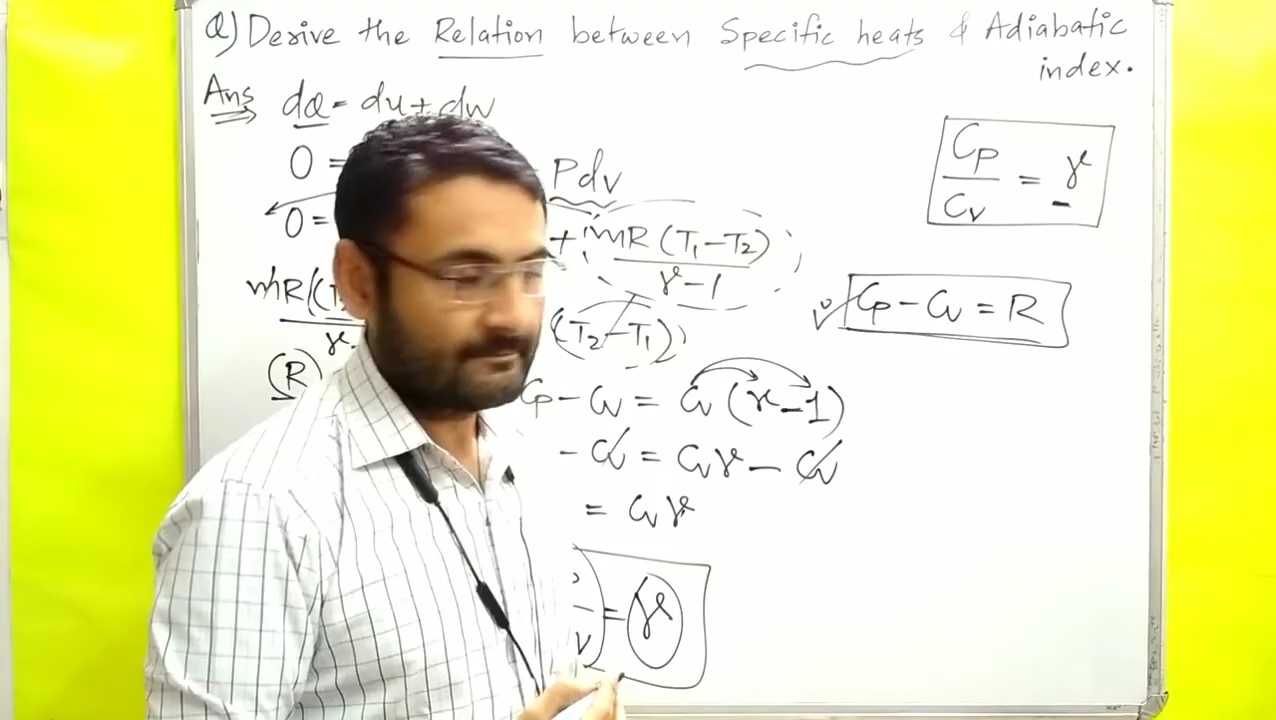 Q) Derive the Relation between Specific heats & Adiabatic
index.
Ans dQ = du + dw
0 = Pdv
0 = + mR (T₁-T₂)
γ-1
mR (T (T₂-T₁)
γ-
(R) Cp - Cv = Cv (γ-1)
- Cv = Cvγ - Cv
= Cvγ
v = γ
Cp
Cv = γ
Cp - Cv = R